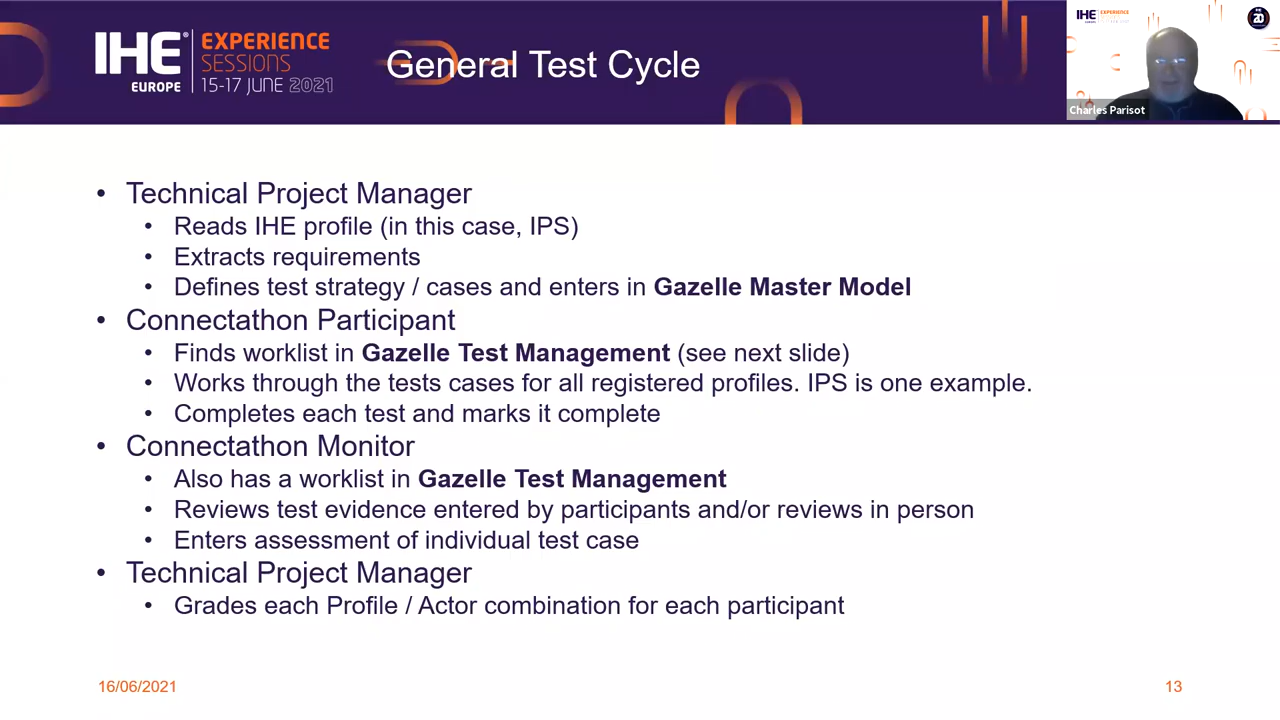 IHE® EXPERIENCE
SESSIONS
EUROPE 15-17 JUNE 2021
General Test Cycle
IHE EXPERIENCE
EUROPE
20
Charles Parisot
• Technical Project Manager
• Reads IHE profile (in this case, IPS)
• Extracts requirements
• Defines test strategy / cases and enters in Gazelle Master Model
• Connectathon Participant
• Finds worklist in Gazelle Test Management (see next slide)
• Works through the tests cases for all registered profiles. IPS is one example.
• Completes each test and marks it complete
• Connectathon Monitor
• Also has a worklist in Gazelle Test Management
• Reviews test evidence entered by participants and/or reviews in person
• Enters assessment of individual test case
• Technical Project Manager
• Grades each Profile / Actor combination for each participant
16/06/2021
13